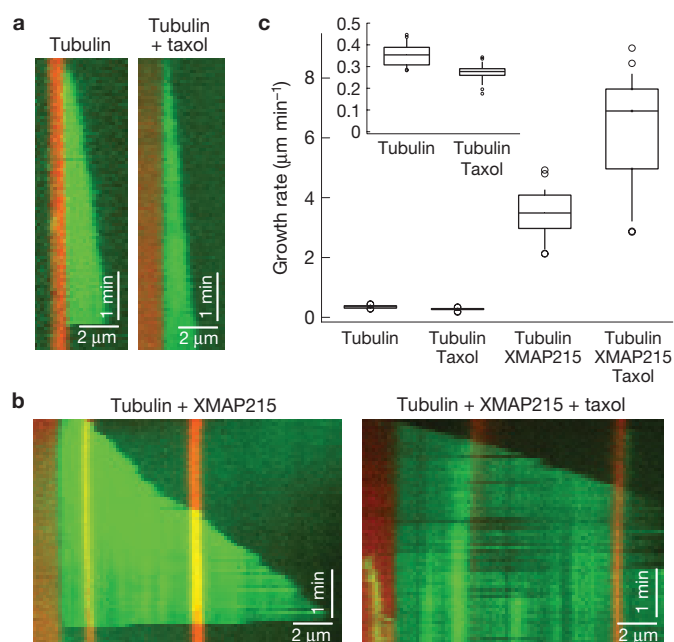 a
Tubulin
Tubulin
+ taxol
1 min
2 μm
1 min
2 μm
c
Growth rate (μm min⁻¹)
8
6
4
2
0
0.5
0.4
0.3
0.2
0.1
0
Tubulin
Tubulin
Taxol
Tubulin
Tubulin
Taxol
Tubulin
XMAP215
Tubulin
XMAP215
Taxol
b
Tubulin + XMAP215
1 min
2 μm
Tubulin + XMAP215 + taxol
1 min
2 μm